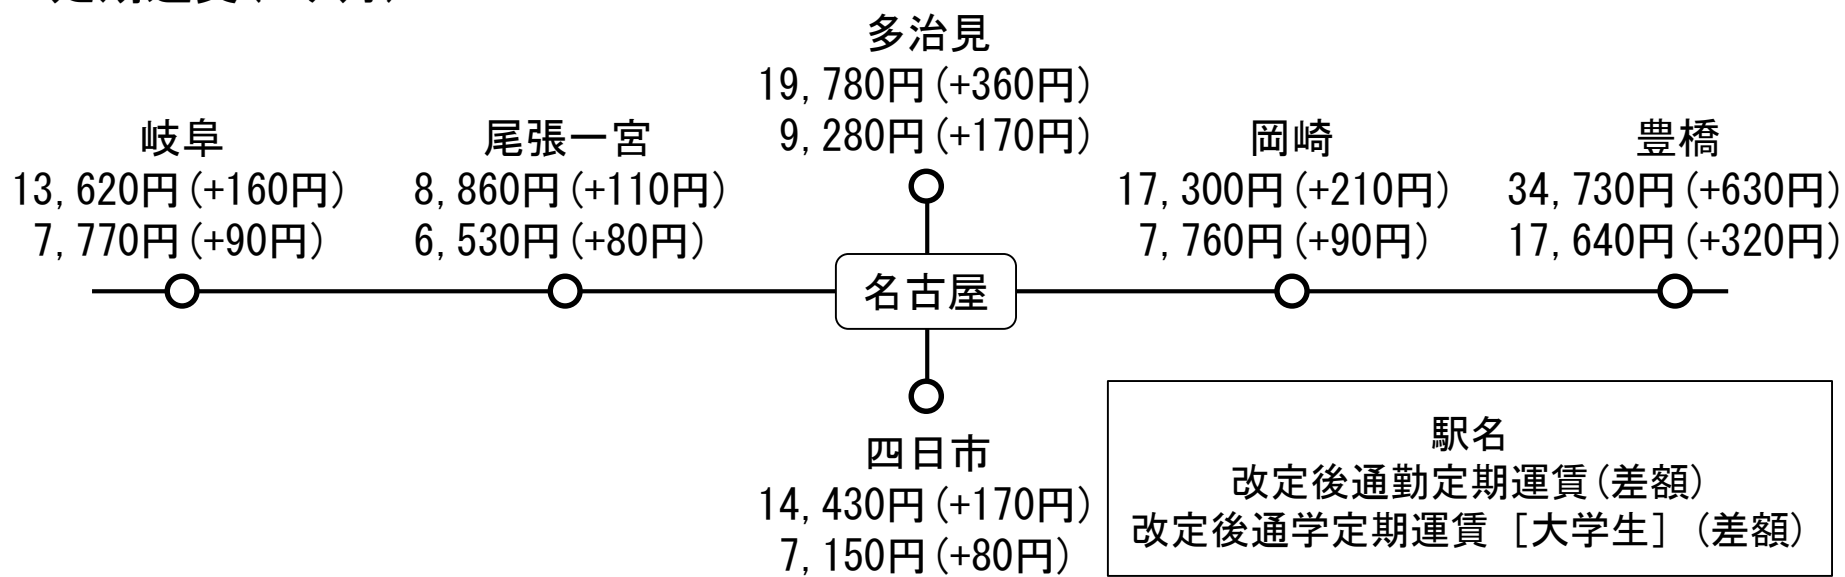 多治見
19,780円(+360円)
9,280円(+170円)
岐阜
13,620円(+160円)
7,770円(+90円)
尾張一宮
8,860円(+110円)
6,530円(+80円)
岡崎
17,300円(+210円)
7,760円(+90円)
豊橋
34,730円(+630円)
17,640円(+320円)
名古屋
四日市
14,430円(+170円)
7,150円(+80円)
駅名
改定後通勤定期運賃(差額)
改定後通学定期運賃[大学生](差額)